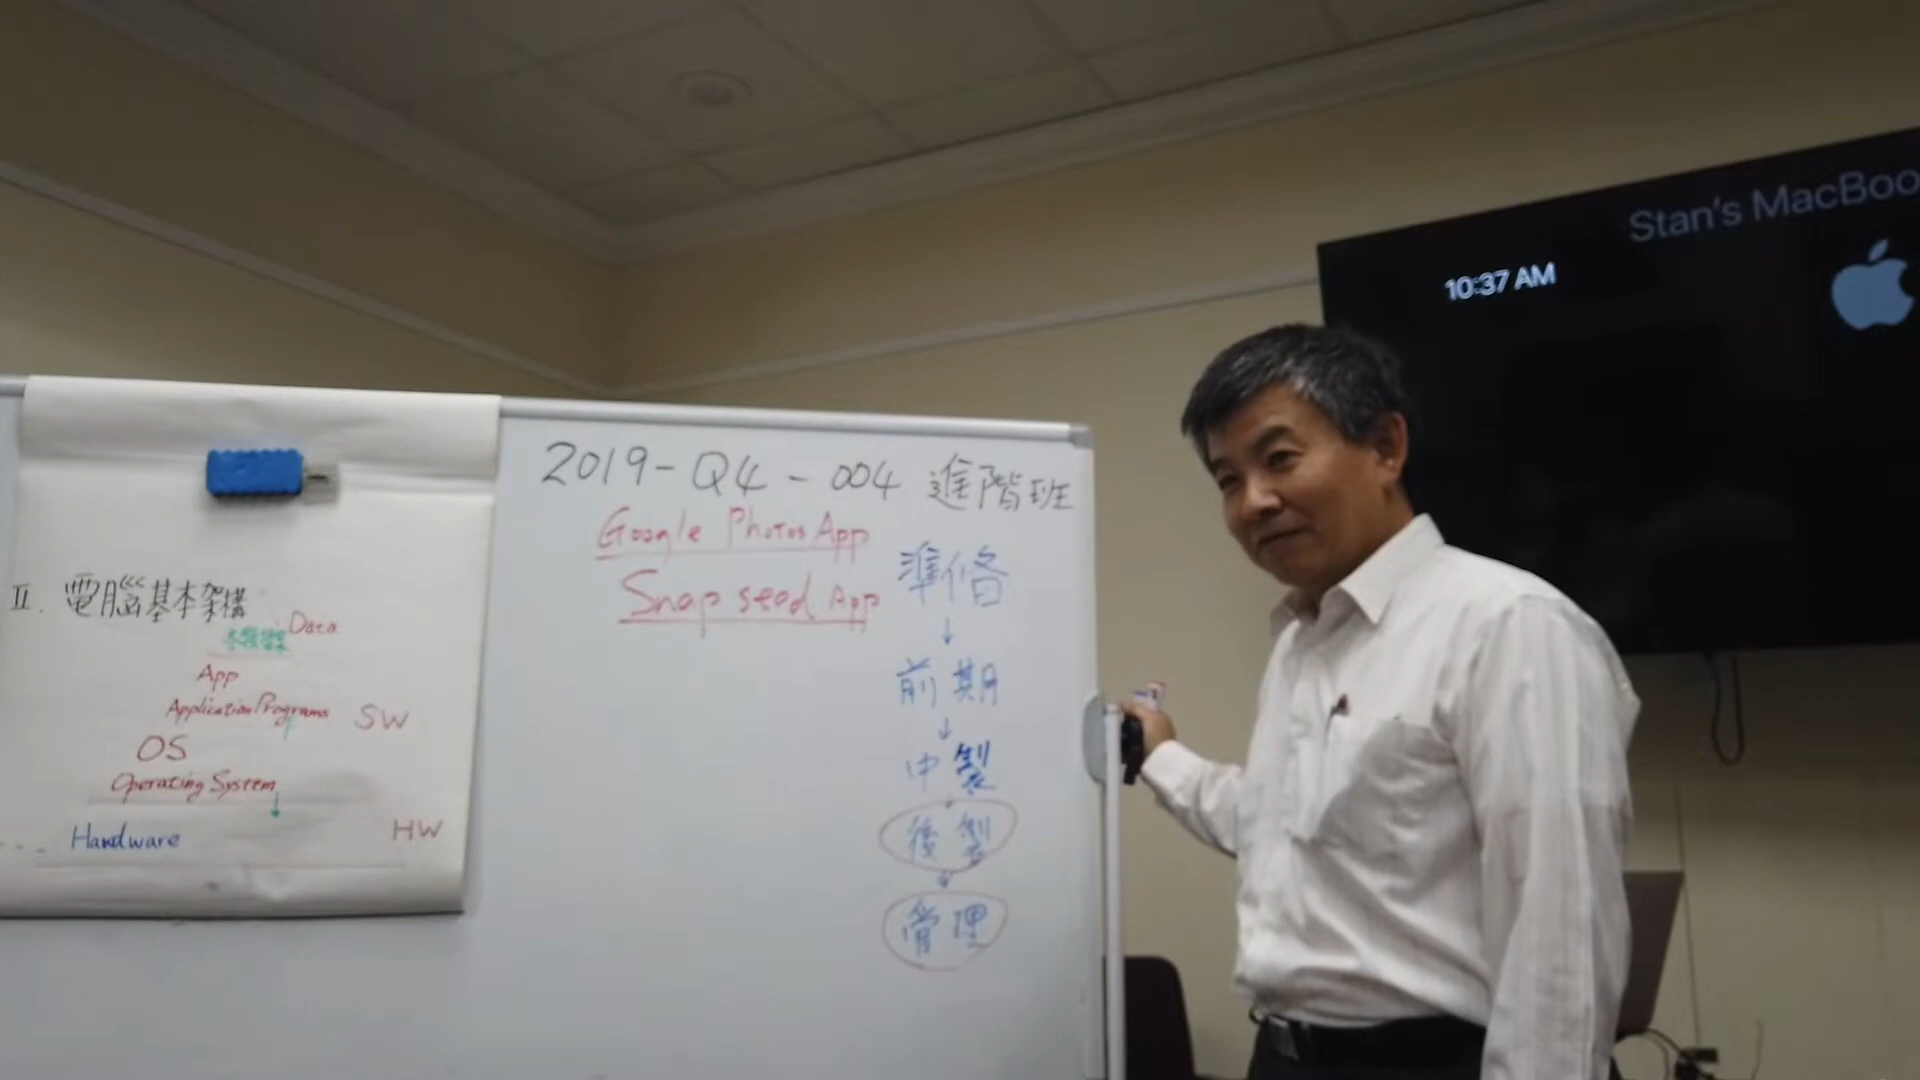 II. 電腦基本架構
Data
App
Application Programs
SW
OS
Operating System
Hardware
HW
2019-Q4-004 進階班
Google Photos App
Snapseed App
準備
↓
前期
↓
中製
後製
↓
管理
Stan's MacBoo
10:37 AM